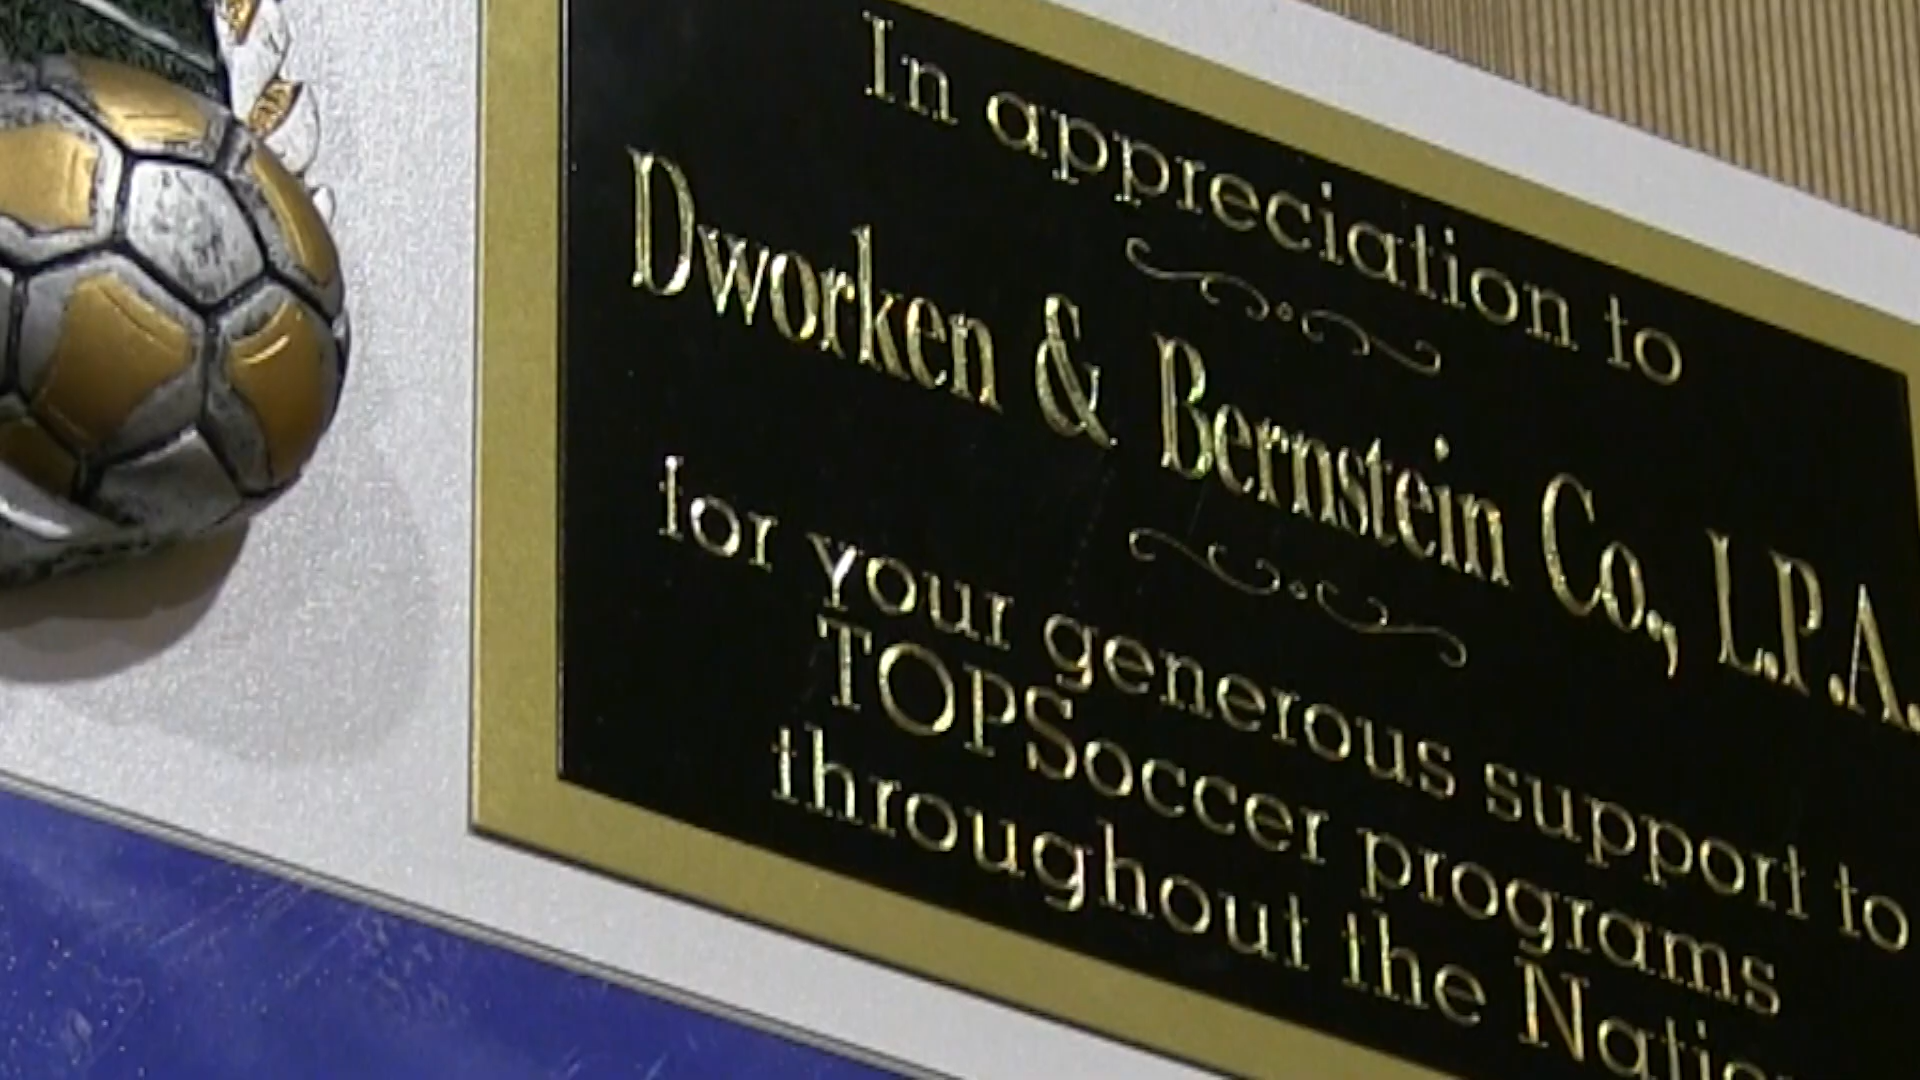 In appreciation to
Dworken & Bernstein Co., L.P.A.
for your generous support to
TOPSoccer programs
throughout the